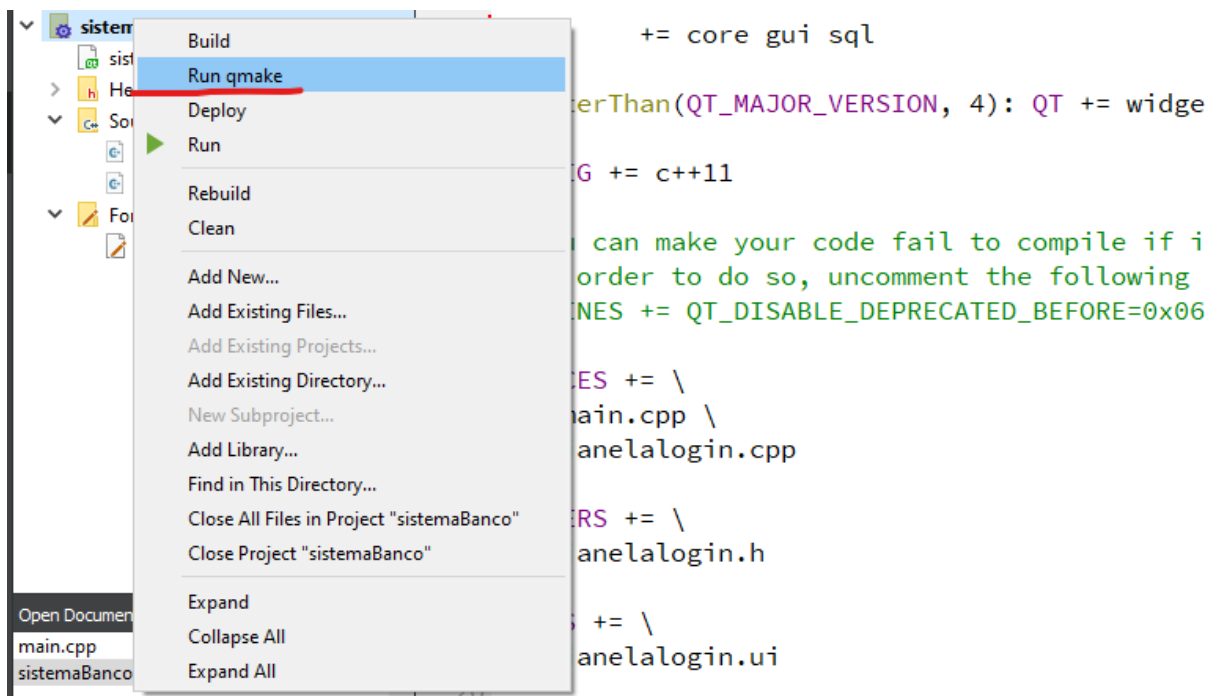 sistem
sist
He
Sou
For
Open Documen
main.cpp
sistemaBanco
Build
Run qmake
Deploy
Run
Rebuild
Clean
Add New...
Add Existing Files...
Add Existing Projects...
Add Existing Directory...
New Subproject...
Add Library...
Find in This Directory...
Close All Files in Project "sistemaBanco"
Close Project "sistemaBanco"
Expand
Collapse All
Expand All
+= core gui sql
terThan(QT_MAJOR_VERSION, 4): QT += widge
G += c++11
can make your code fail to compile if i
order to do so, uncomment the following
NES += QT_DISABLE_DEPRECATED_BEFORE=0x06
CES += \
main.cpp \
anelalogin.cpp
ERS += \
anelalogin.h
+= \
anelalogin.ui